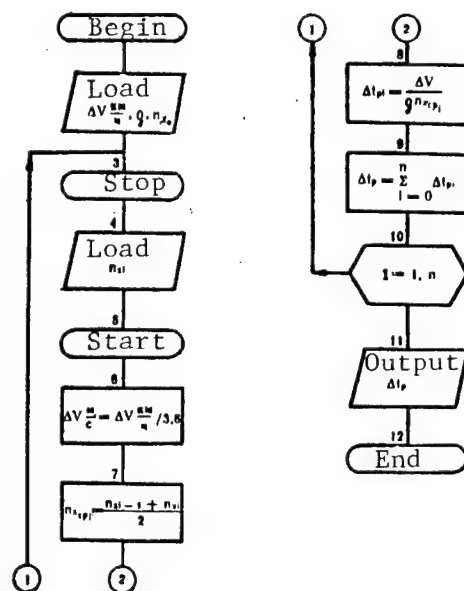 Begin
Load
ΔV км/ч, g, n_x₀
3
Stop
4
Load
n_xi
5
Start
6
ΔV м/с = ΔV км/ч /3,6
7
n_xcpi = (n_xi−1 + n_xi)/2
1
2
1
2
8
Δt_pi = ΔV/(g n_xcpi)
9
Δt_p = n Σ i = 0 Δt_pi
10
I = 1, n
11
Output
Δt_p
12
End